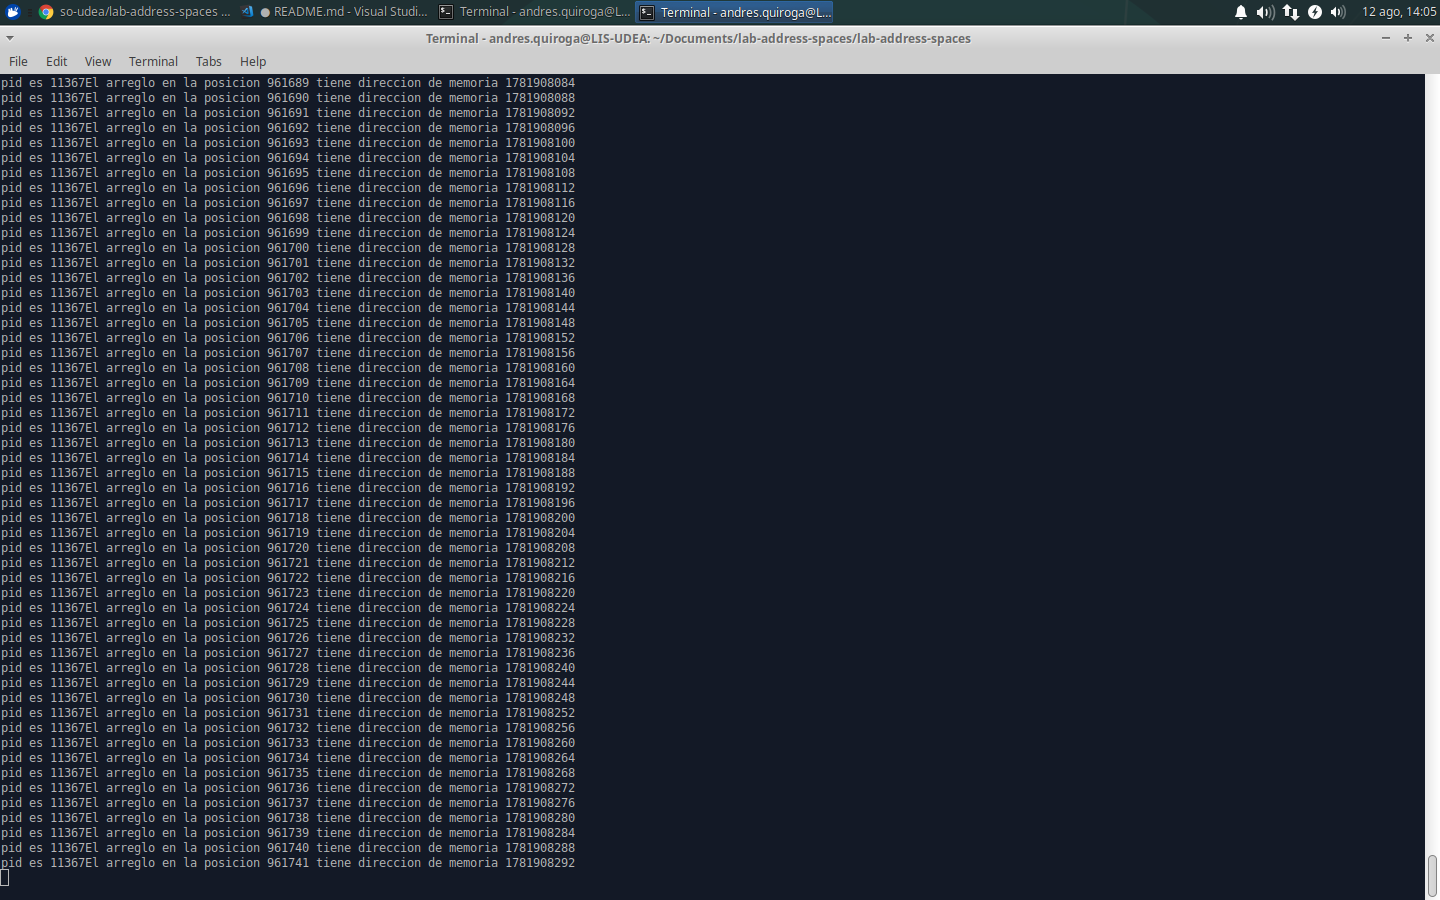 so-udea/lab-address-spaces ...
● README.md - Visual Studi...
Terminal - andres.quiroga@L...
Terminal - andres.quiroga@L...
12 ago, 14:05
Terminal - andres.quiroga@LIS-UDEA: ~/Documents/lab-address-spaces/lab-address-spaces
File Edit View Terminal Tabs Help
pid es 11367El arreglo en la posicion 961689 tiene direccion de memoria 1781908084
pid es 11367El arreglo en la posicion 961690 tiene direccion de memoria 1781908088
pid es 11367El arreglo en la posicion 961691 tiene direccion de memoria 1781908092
pid es 11367El arreglo en la posicion 961692 tiene direccion de memoria 1781908096
pid es 11367El arreglo en la posicion 961693 tiene direccion de memoria 1781908100
pid es 11367El arreglo en la posicion 961694 tiene direccion de memoria 1781908104
pid es 11367El arreglo en la posicion 961695 tiene direccion de memoria 1781908108
pid es 11367El arreglo en la posicion 961696 tiene direccion de memoria 1781908112
pid es 11367El arreglo en la posicion 961697 tiene direccion de memoria 1781908116
pid es 11367El arreglo en la posicion 961698 tiene direccion de memoria 1781908120
pid es 11367El arreglo en la posicion 961699 tiene direccion de memoria 1781908124
pid es 11367El arreglo en la posicion 961700 tiene direccion de memoria 1781908128
pid es 11367El arreglo en la posicion 961701 tiene direccion de memoria 1781908132
pid es 11367El arreglo en la posicion 961702 tiene direccion de memoria 1781908136
pid es 11367El arreglo en la posicion 961703 tiene direccion de memoria 1781908140
pid es 11367El arreglo en la posicion 961704 tiene direccion de memoria 1781908144
pid es 11367El arreglo en la posicion 961705 tiene direccion de memoria 1781908148
pid es 11367El arreglo en la posicion 961706 tiene direccion de memoria 1781908152
pid es 11367El arreglo en la posicion 961707 tiene direccion de memoria 1781908156
pid es 11367El arreglo en la posicion 961708 tiene direccion de memoria 1781908160
pid es 11367El arreglo en la posicion 961709 tiene direccion de memoria 1781908164
pid es 11367El arreglo en la posicion 961710 tiene direccion de memoria 1781908168
pid es 11367El arreglo en la posicion 961711 tiene direccion de memoria 1781908172
pid es 11367El arreglo en la posicion 961712 tiene direccion de memoria 1781908176
pid es 11367El arreglo en la posicion 961713 tiene direccion de memoria 1781908180
pid es 11367El arreglo en la posicion 961714 tiene direccion de memoria 1781908184
pid es 11367El arreglo en la posicion 961715 tiene direccion de memoria 1781908188
pid es 11367El arreglo en la posicion 961716 tiene direccion de memoria 1781908192
pid es 11367El arreglo en la posicion 961717 tiene direccion de memoria 1781908196
pid es 11367El arreglo en la posicion 961718 tiene direccion de memoria 1781908200
pid es 11367El arreglo en la posicion 961719 tiene direccion de memoria 1781908204
pid es 11367El arreglo en la posicion 961720 tiene direccion de memoria 1781908208
pid es 11367El arreglo en la posicion 961721 tiene direccion de memoria 1781908212
pid es 11367El arreglo en la posicion 961722 tiene direccion de memoria 1781908216
pid es 11367El arreglo en la posicion 961723 tiene direccion de memoria 1781908220
pid es 11367El arreglo en la posicion 961724 tiene direccion de memoria 1781908224
pid es 11367El arreglo en la posicion 961725 tiene direccion de memoria 1781908228
pid es 11367El arreglo en la posicion 961726 tiene direccion de memoria 1781908232
pid es 11367El arreglo en la posicion 961727 tiene direccion de memoria 1781908236
pid es 11367El arreglo en la posicion 961728 tiene direccion de memoria 1781908240
pid es 11367El arreglo en la posicion 961729 tiene direccion de memoria 1781908244
pid es 11367El arreglo en la posicion 961730 tiene direccion de memoria 1781908248
pid es 11367El arreglo en la posicion 961731 tiene direccion de memoria 1781908252
pid es 11367El arreglo en la posicion 961732 tiene direccion de memoria 1781908256
pid es 11367El arreglo en la posicion 961733 tiene direccion de memoria 1781908260
pid es 11367El arreglo en la posicion 961734 tiene direccion de memoria 1781908264
pid es 11367El arreglo en la posicion 961735 tiene direccion de memoria 1781908268
pid es 11367El arreglo en la posicion 961736 tiene direccion de memoria 1781908272
pid es 11367El arreglo en la posicion 961737 tiene direccion de memoria 1781908276
pid es 11367El arreglo en la posicion 961738 tiene direccion de memoria 1781908280
pid es 11367El arreglo en la posicion 961739 tiene direccion de memoria 1781908284
pid es 11367El arreglo en la posicion 961740 tiene direccion de memoria 1781908288
pid es 11367El arreglo en la posicion 961741 tiene direccion de memoria 1781908292